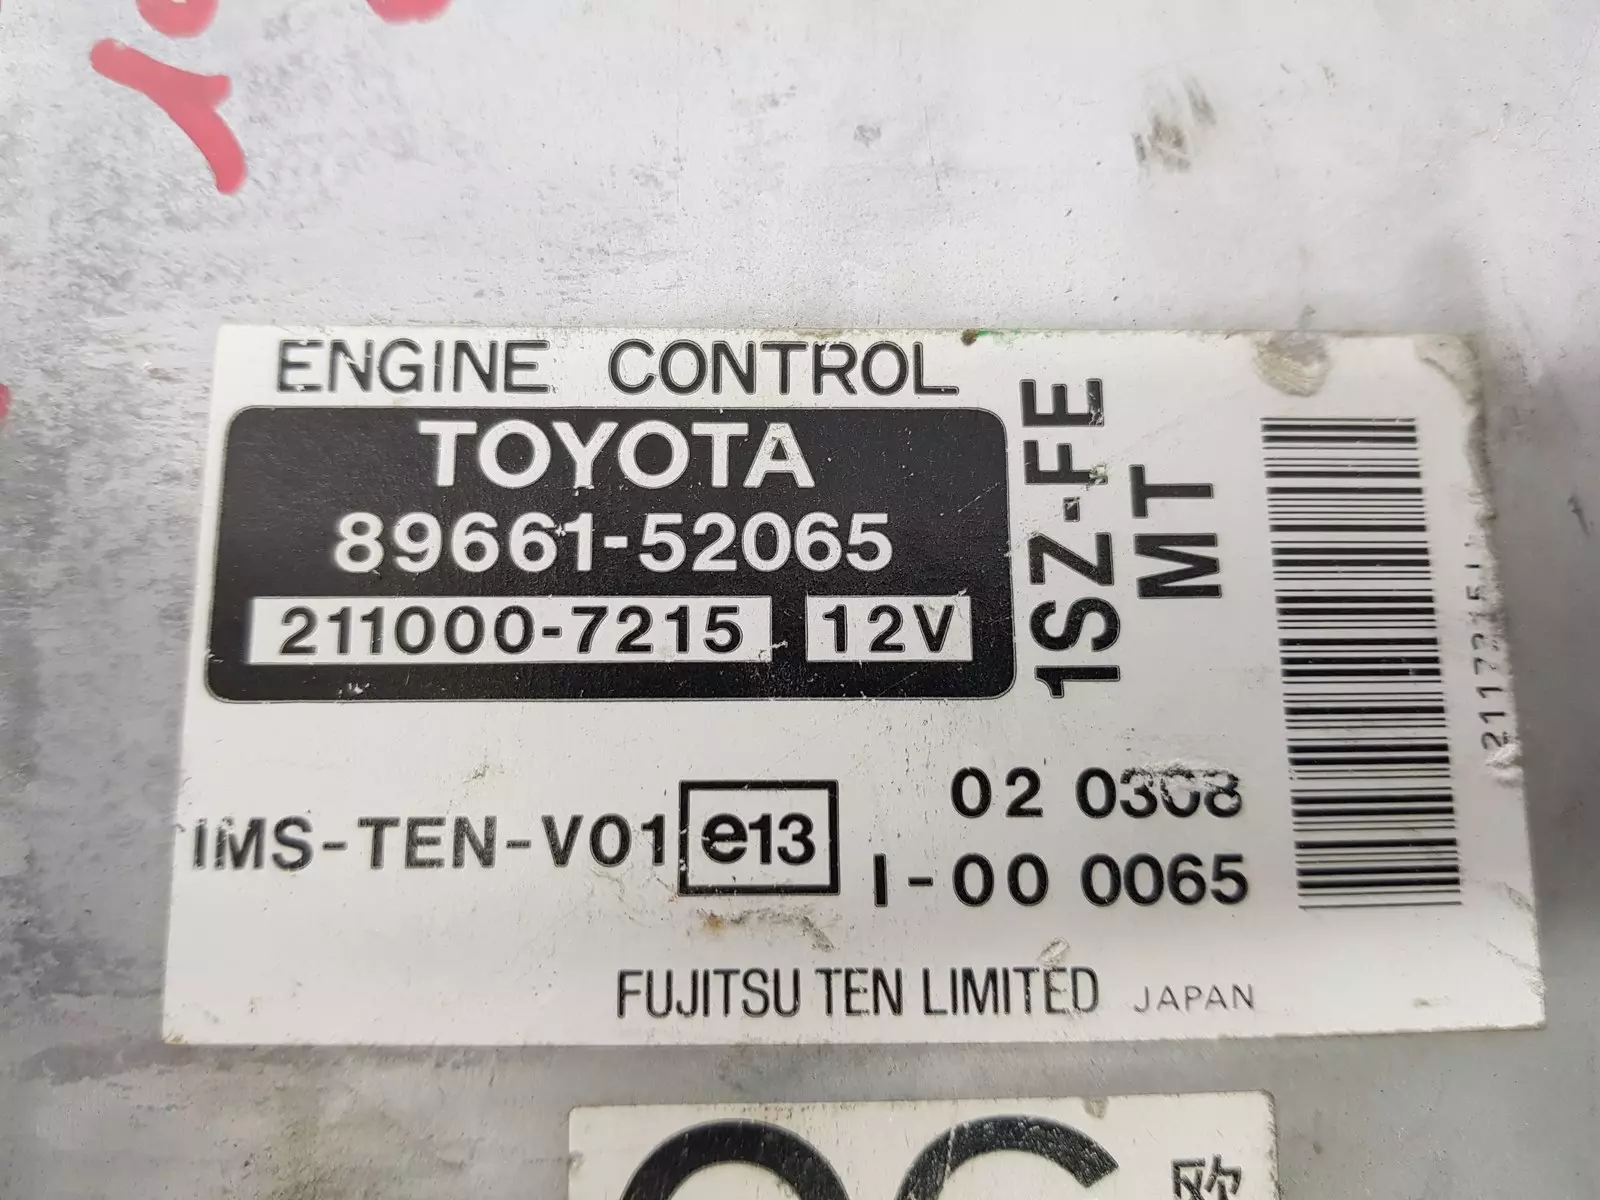 ENGINE CONTROL
TOYOTA
89661-52065
211000-7215 12V
1SZ-FE
MT
IMS-TEN-V01 e13
02 0308
I-00 0065
FUJITSU TEN LIMITED JAPAN
欧